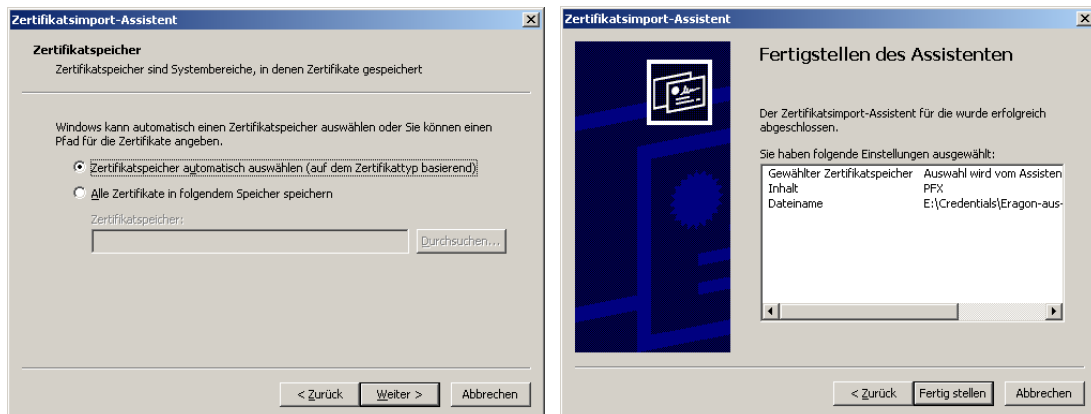 Zertifikatsimport-Assistent
Zertifikatspeicher
Zertifikatspeicher sind Systembereiche, in denen Zertifikate gespeichert
Windows kann automatisch einen Zertifikatspeicher auswählen oder Sie können einen
Pfad für die Zertifikate angeben.
Zertifikatspeicher automatisch auswählen (auf dem Zertifikattyp basierend)
Alle Zertifikate in folgendem Speicher speichern
Zertifikatspeicher:
Durchsuchen...
< Zurück Weiter > Abbrechen
Zertifikatsimport-Assistent
Fertigstellen des Assistenten
Der Zertifikatsimport-Assistent für die wurde erfolgreich
abgeschlossen.
Sie haben folgende Einstellungen ausgewählt:
Gewählter Zertifikatspeicher Auswahl wird vom Assisten
Inhalt PFX
Dateiname E:\Credentials\Eragon-aus-
< Zurück Fertig stellen Abbrechen